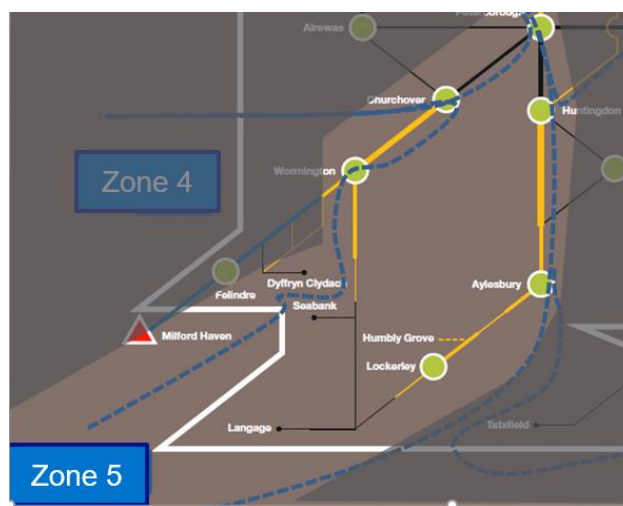 Alrewas
Churchover
Huntingdon
Wormington
Zone 4
Dyffryn Clydach
Felindre
Aylesbury
Seabank
Milford Haven
Humbly Grove
Lockerley
Langage
Tatsfield
Zone 5